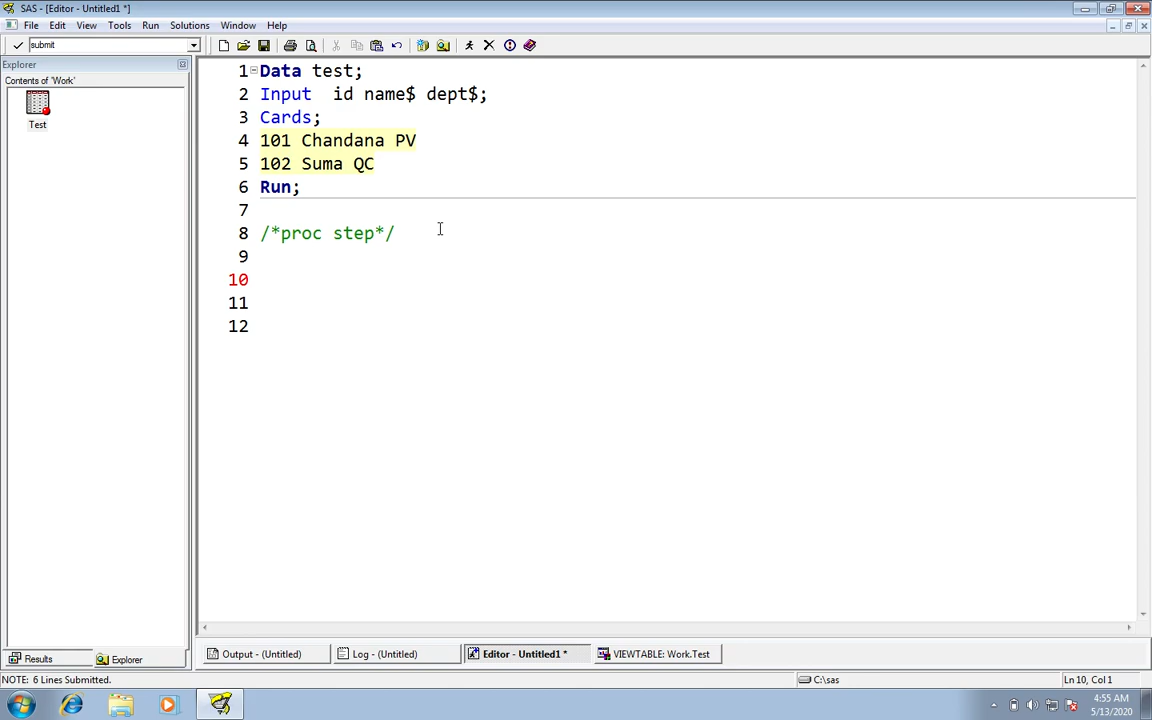 SAS - [Editor - Untitled1 *]
File Edit View Tools Run Solutions Window Help
submit
Explorer
Contents of 'Work'
Test
1 Data test;
2 Input  id name$ dept$;
3 Cards;
4 101 Chandana PV
5 102 Suma QC
6 Run;
7
8 /*proc step*/
9
10
11
12
Results Explorer
Output - (Untitled) Log - (Untitled) Editor - Untitled1 * VIEWTABLE: Work.Test
NOTE: 6 Lines Submitted. C:\sas Ln 10, Col 1
4:55 AM
5/13/2020